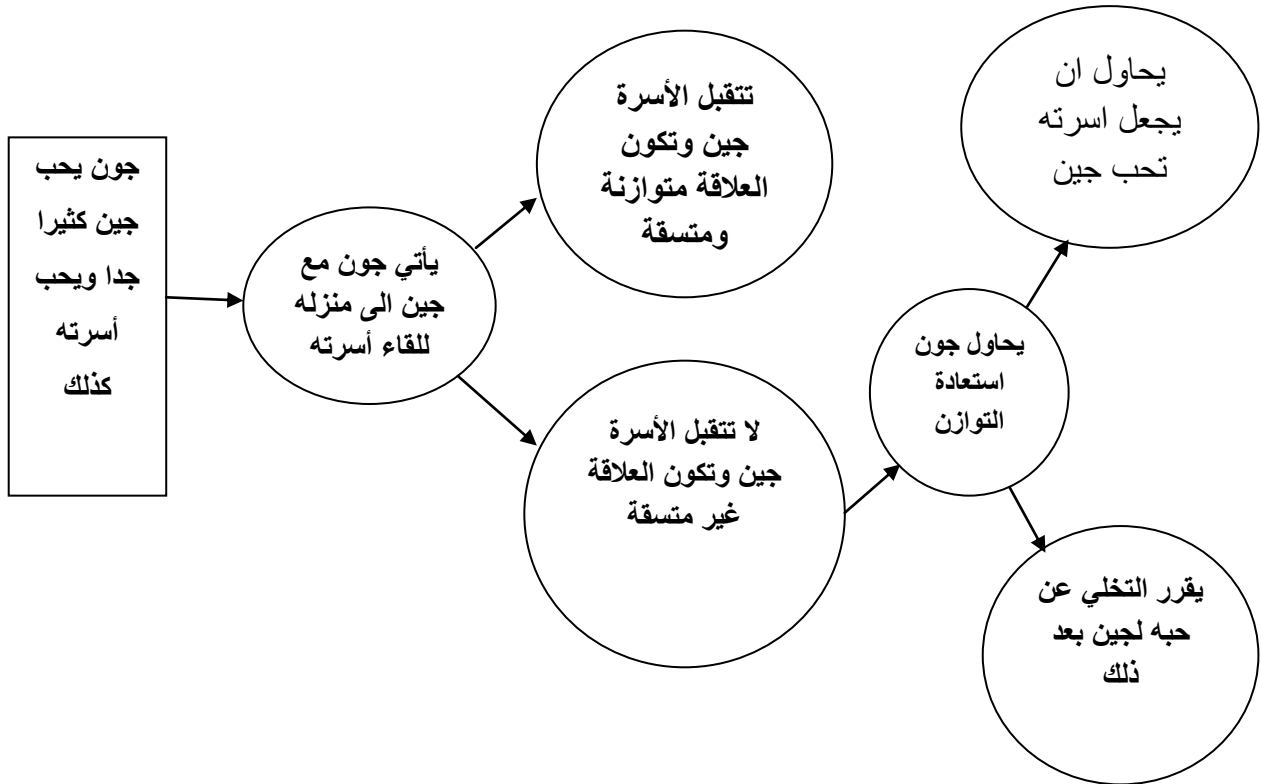 جون يحب
جين كثيرا
جدا ويحب
أسرته
كذلك
يأتي جون مع
جين الى منزله
للقاء أسرته
تتقبل الأسرة
جين وتكون
العلاقة متوازنة
ومتسقة
لا تتقبل الأسرة
جين وتكون العلاقة
غير متسقة
يحاول جون
استعادة
التوازن
يحاول ان
يجعل اسرته
تحب جين
يقرر التخلي عن
حبه لجين بعد
ذلك